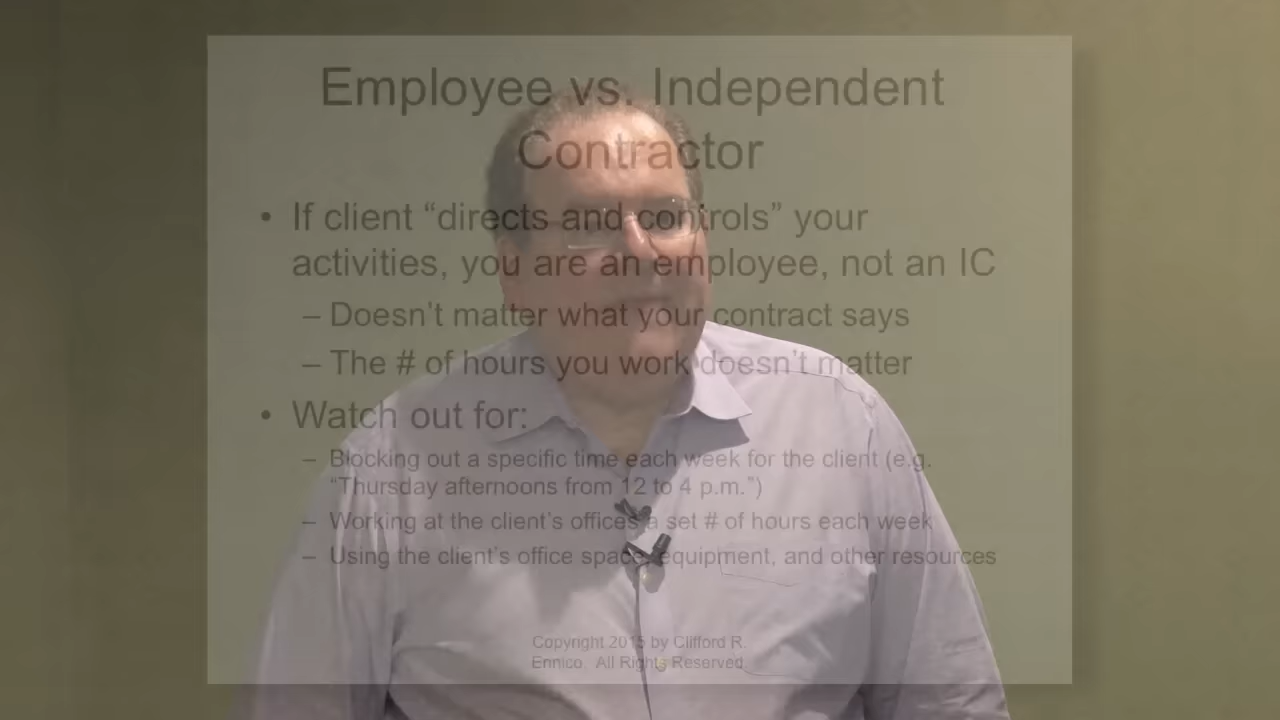 Employee vs. Independent
Contractor
• If client “directs and controls” your
activities, you are an employee, not an IC
– Doesn’t matter what your contract says
– The # of hours you work doesn’t matter
• Watch out for:
– Blocking out a specific time each week for the client (e.g.
“Thursday afternoons from 12 to 4 p.m.”)
– Working at the client’s offices a set # of hours each week
– Using the client’s office space, equipment, and other resources
Copyright 2015 by Clifford R.
Ennico. All Rights Reserved.